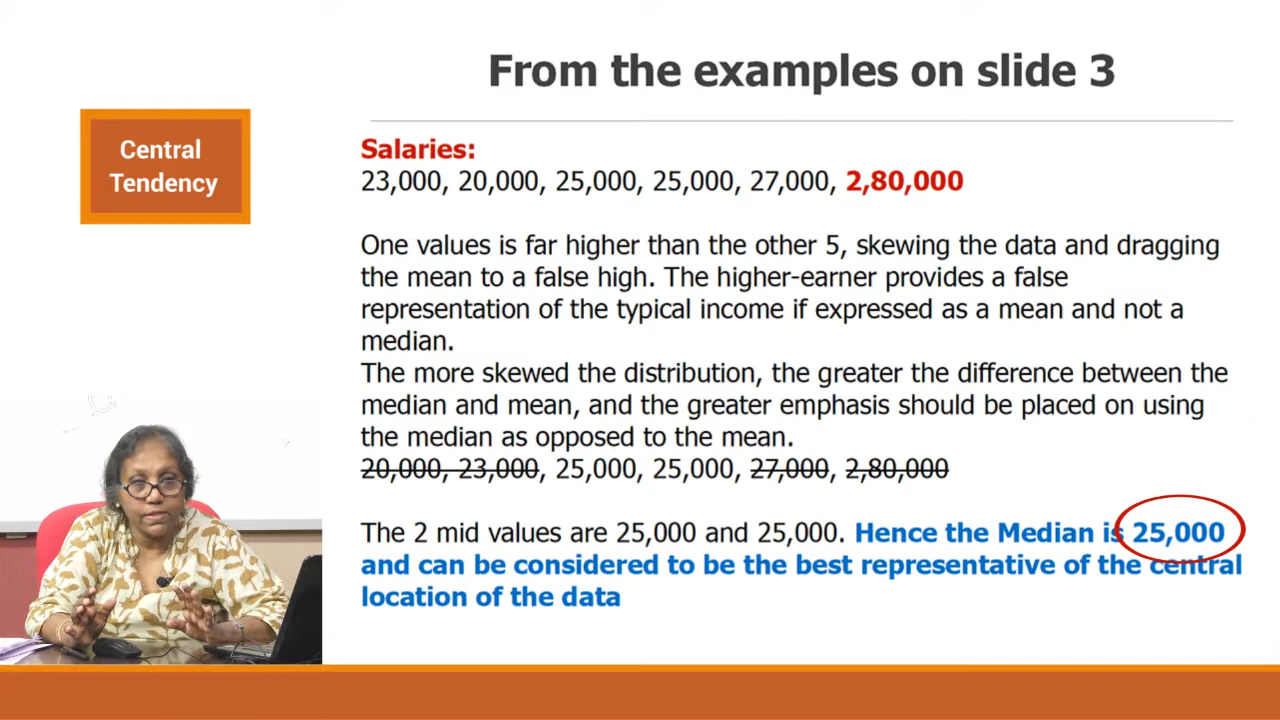 From the examples on slide 3
Central
Tendency
Salaries:
23,000, 20,000, 25,000, 25,000, 27,000, 2,80,000
One values is far higher than the other 5, skewing the data and dragging
the mean to a false high. The higher-earner provides a false
representation of the typical income if expressed as a mean and not a
median.
The more skewed the distribution, the greater the difference between the
median and mean, and the greater emphasis should be placed on using
the median as opposed to the mean.
20,000, 23,000, 25,000, 25,000, 27,000, 2,80,000
The 2 mid values are 25,000 and 25,000. Hence the Median is 25,000
and can be considered to be the best representative of the central
location of the data